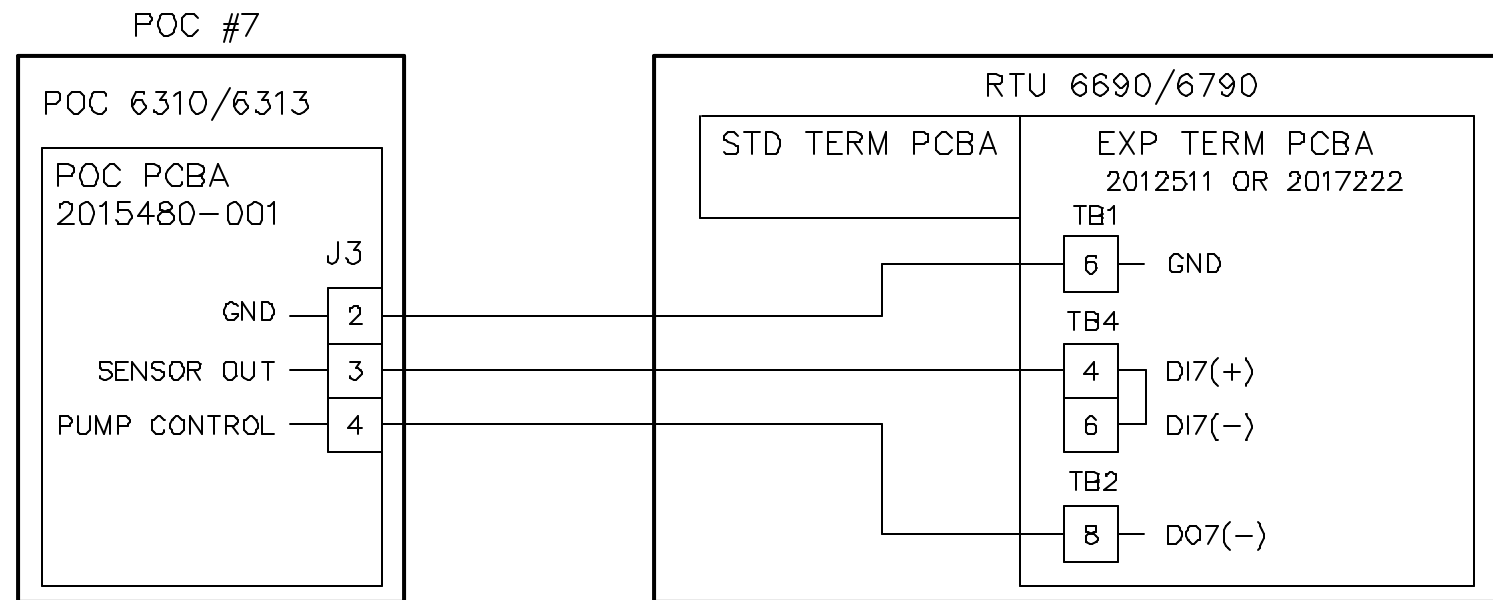 POC #7
POC 6310/6313
POC PCBA
2015480-001
J3
GND
2
SENSOR OUT
3
PUMP CONTROL
4
RTU 6690/6790
STD TERM PCBA
EXP TERM PCBA
2012511 OR 2017222
TB1
6
GND
TB4
4
DI7(+)
6
DI7(-)
TB2
8
DO7(-)